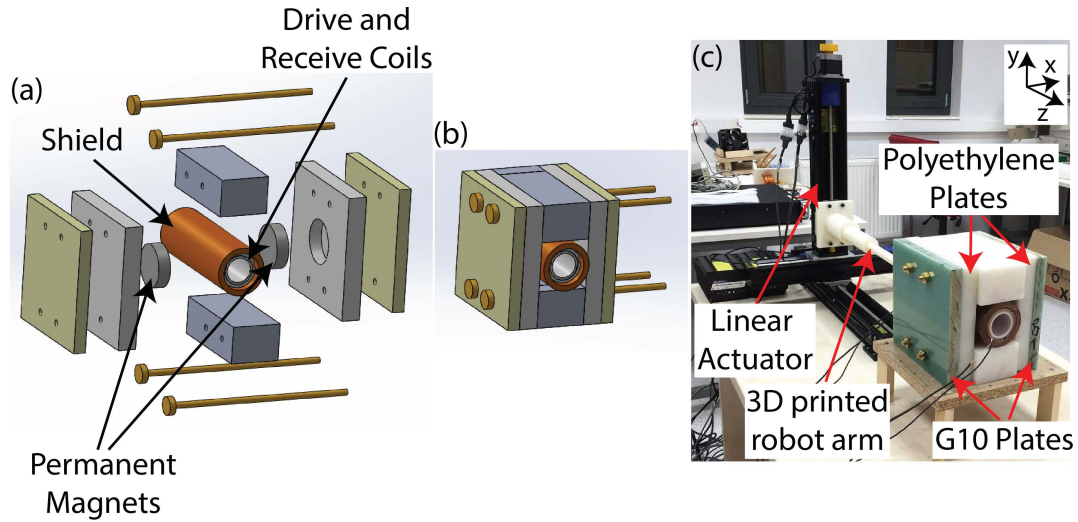 (a)
Drive and
Receive Coils
Shield
Permanent
Magnets
(b)
(c)
y
x
z
Polyethylene
Plates
Linear
Actuator
3D printed
robot arm
G10 Plates